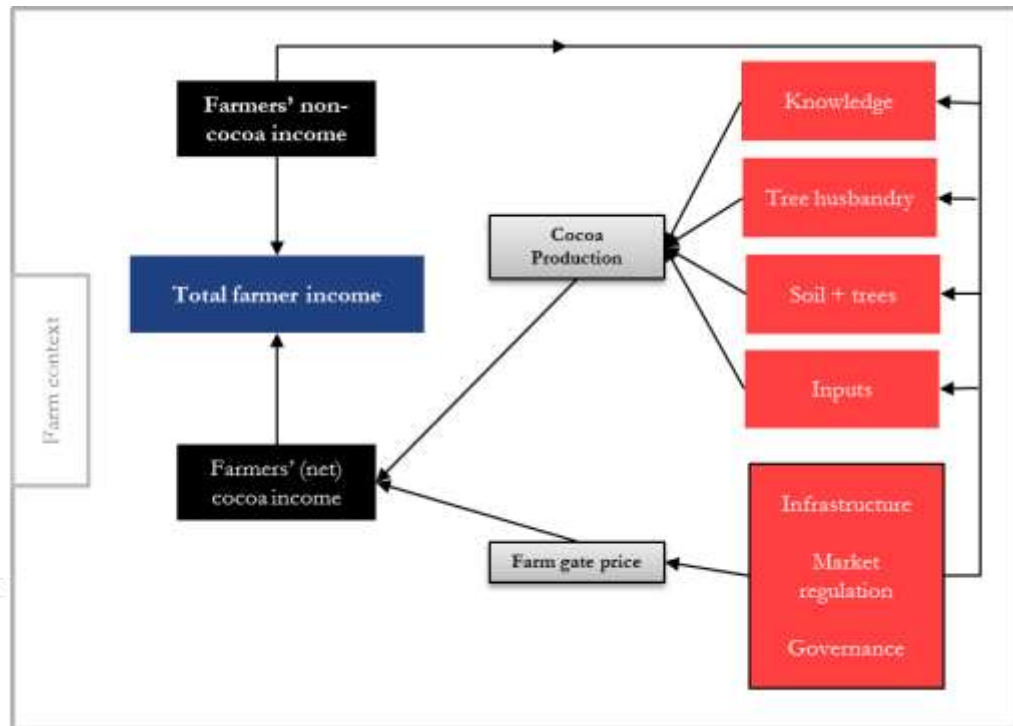 Farmers' non-
cocoa income
Total farmer income
Farmers' (net)
cocoa income
Farm context
Cocoa
Production
Farm gate price
Knowledge
Tree husbandry
Soil + trees
Inputs
Infrastructure
Market
regulation
Governance